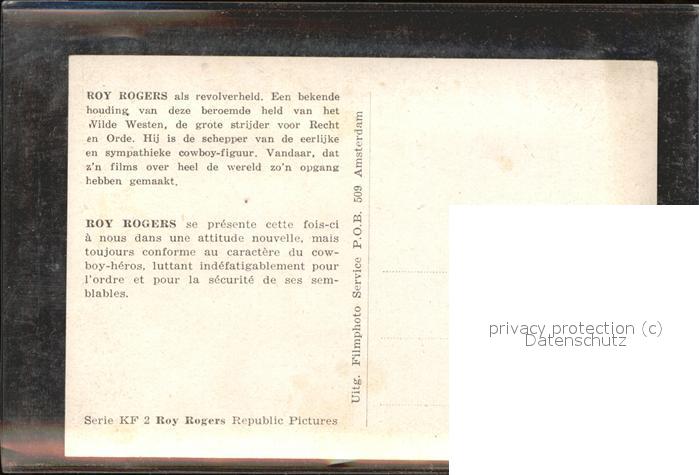 ROY ROGERS als revolverheld. Een bekende
houding van deze beroemde held van het
Wilde Westen, de grote strijder voor Recht
en Orde. Hij is de schepper van de eerlijke
en sympathieke cowboy-figuur. Vandaar, dat
z'n films over heel de wereld zo'n opgang
hebben gemaakt.
ROY ROGERS se présente cette fois-ci
à nous dans une attitude nouvelle, mais
toujours conforme au caractère du cow-
boy-héros, luttant indéfatigablement pour
l'ordre et pour la sécurité de ses sem-
blables.
Serie KF 2 Roy Rogers Republic Pictures
Uitg. Filmphoto Service P.O.B. 509 Amsterdam
privacy protection (c)
Datenschutz